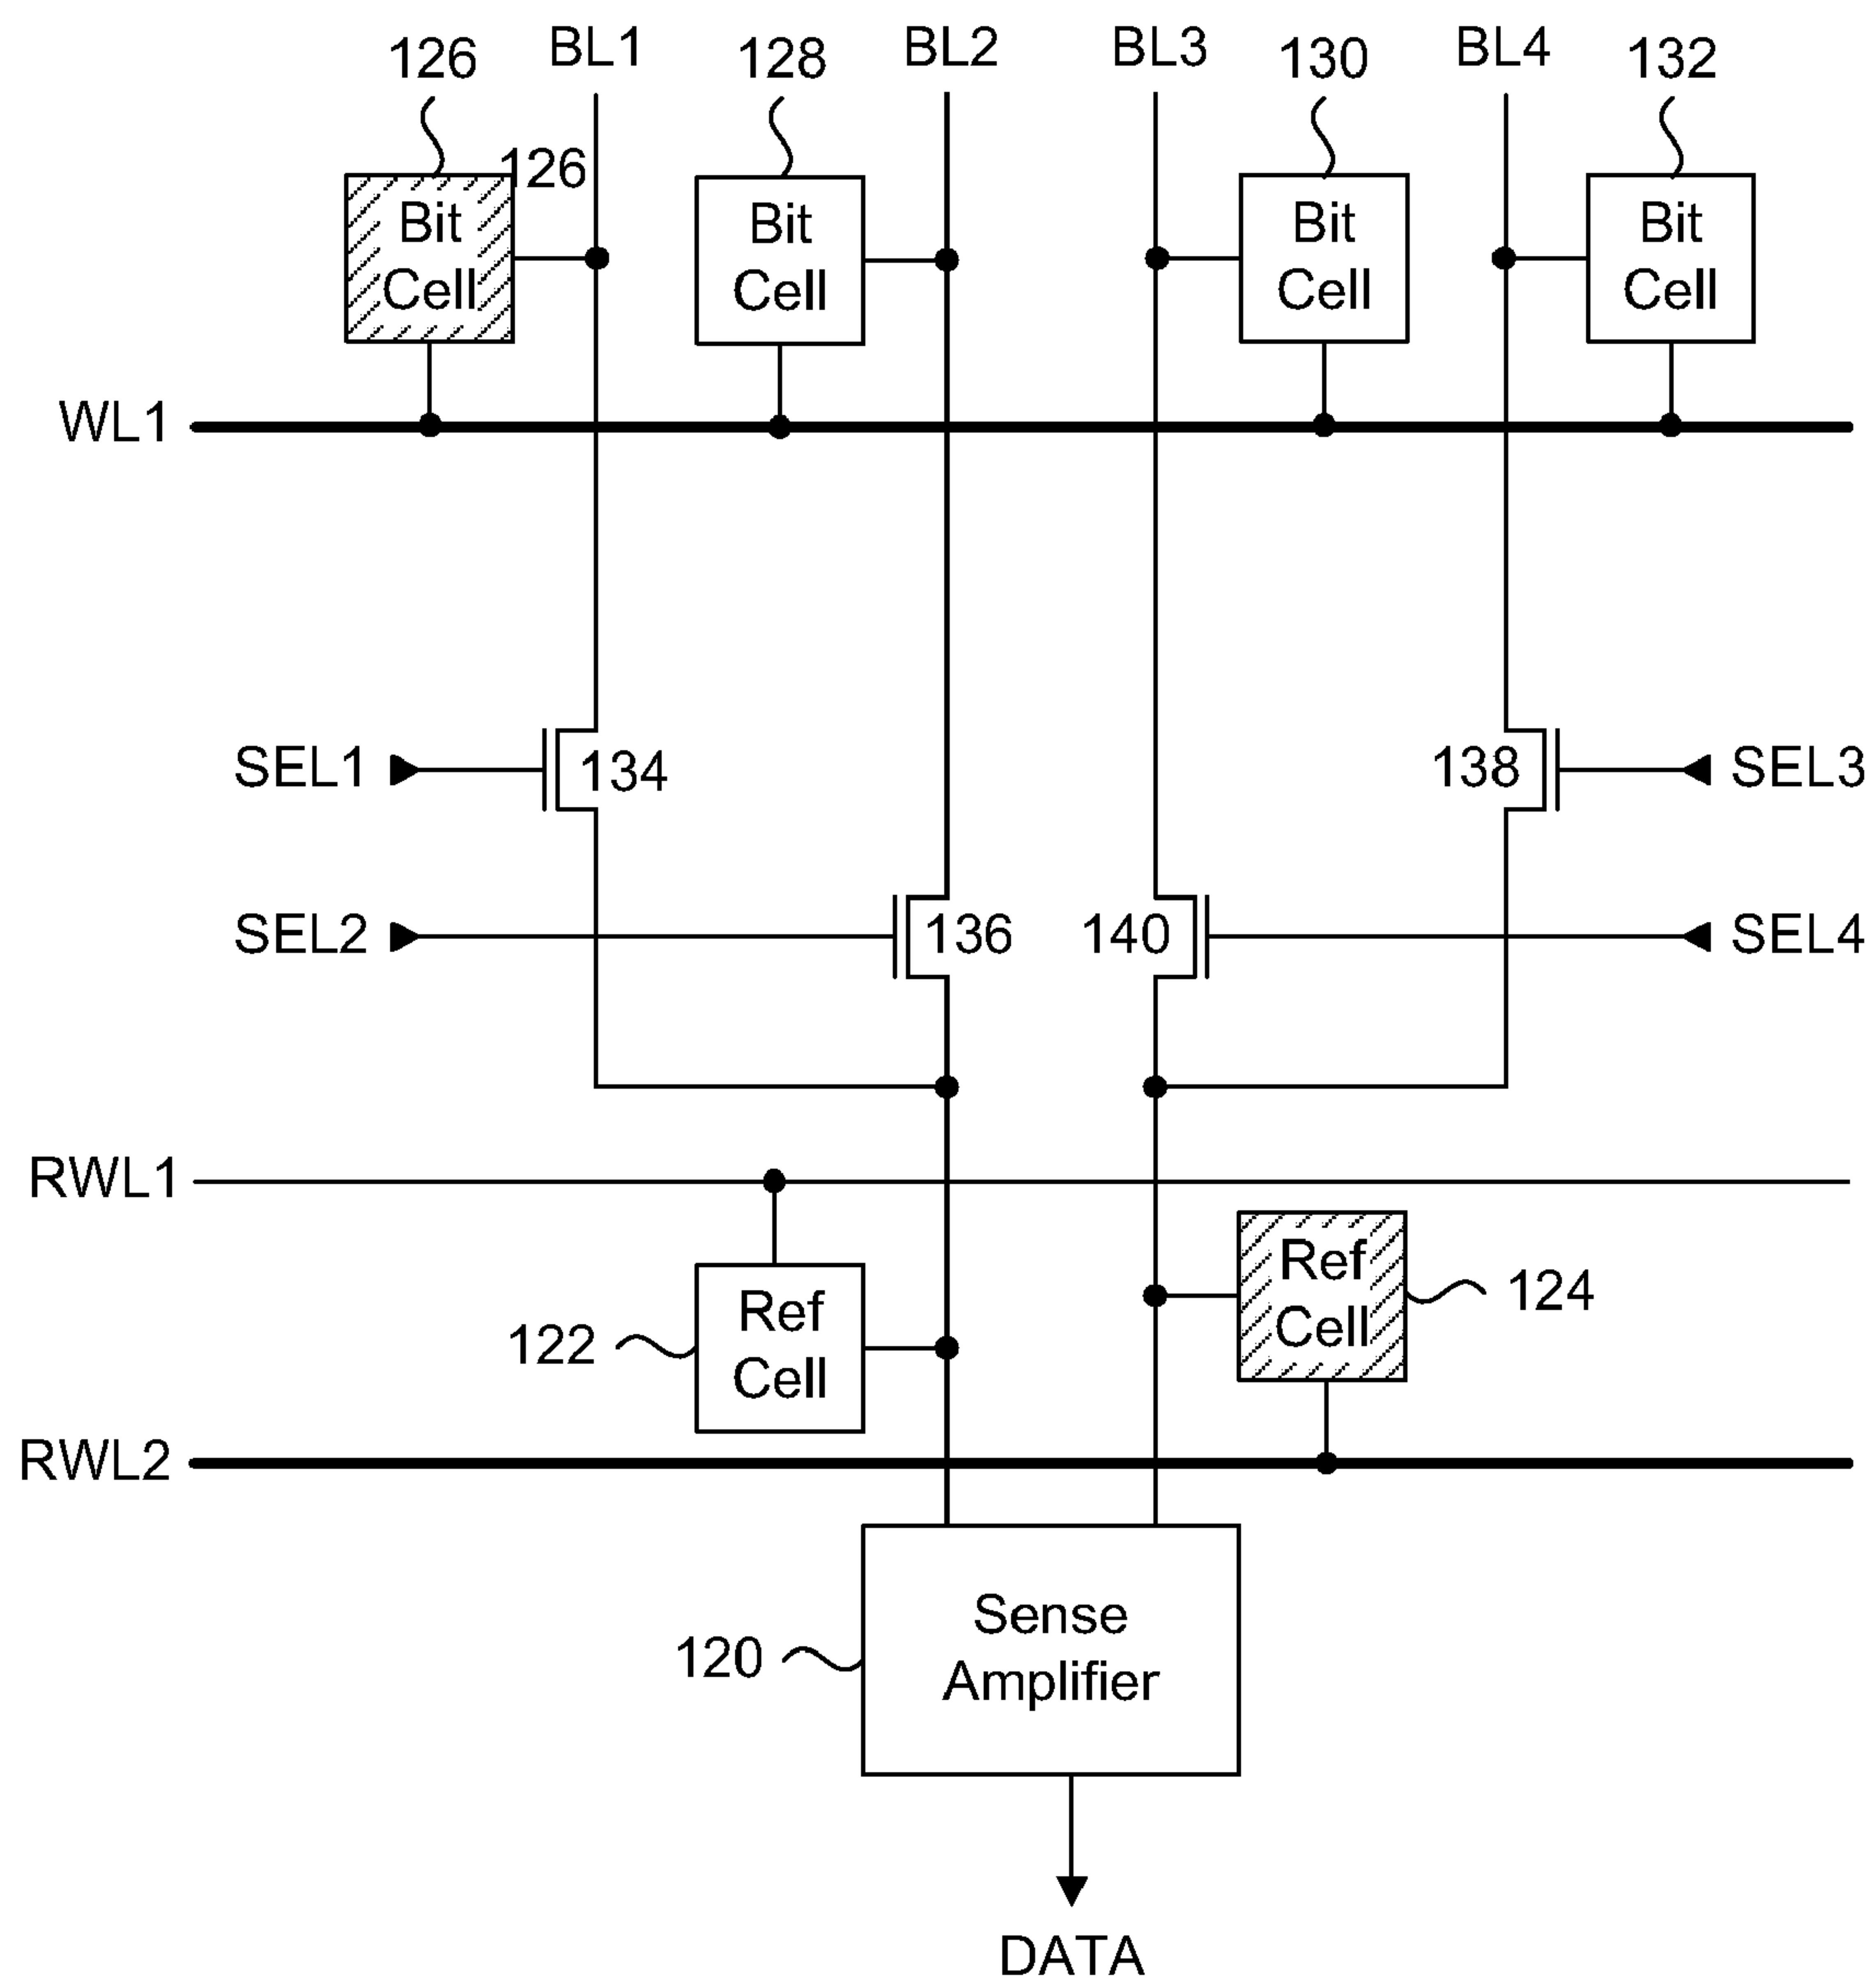 126 BL1 128 BL2 BL3 130 BL4 132
126
Bit Cell
Bit Cell
Bit Cell
Bit Cell
WL1
SEL1 134 138 SEL3
SEL2 136 140 SEL4
RWL1
Ref Cell
124
122
Ref Cell
RWL2
Sense Amplifier
120
DATA